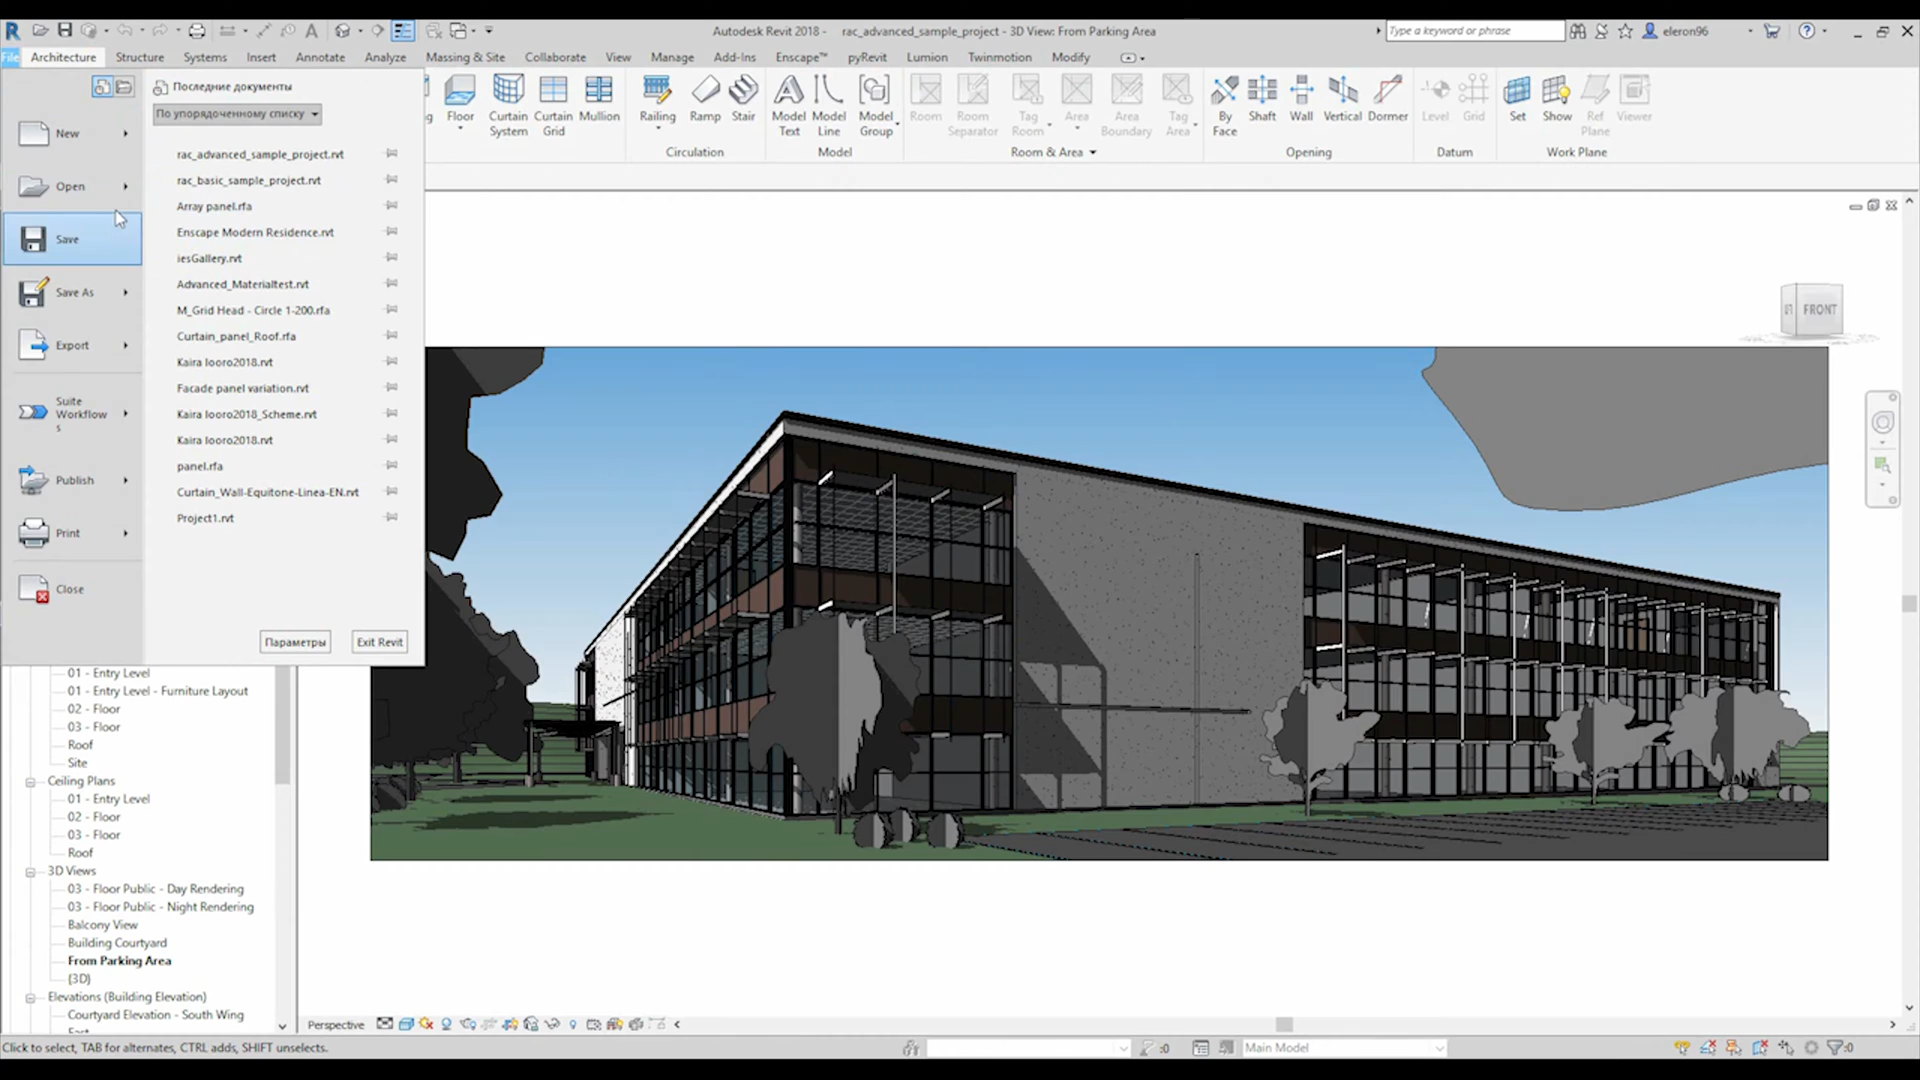 Autodesk Revit 2018 - rac_advanced_sample_project - 3D View: From Parking Area
Type a keyword or phrase
eleron96
File Architecture Structure Systems Insert Annotate Analyze Massing & Site Collaborate View Manage Add-Ins Enscape™ pyRevit Lumion Twinmotion Modify
Floor
Curtain System
Curtain Grid
Mullion
Railing
Ramp
Stair
Model Text
Model Line
Model Group
Room
Room Separator
Tag Room
Area
Area Boundary
Tag Area
By Face
Shaft
Wall
Vertical
Dormer
Level
Grid
Set
Show
Ref Plane
Viewer
Circulation
Model
Room & Area
Opening
Datum
Work Plane
New
Open
Save
Save As
Export
Suite
Workflow
s
Publish
Print
Close
Последние документы
По упорядоченному списку
rac_advanced_sample_project.rvt
rac_basic_sample_project.rvt
Array panel.rfa
Enscape Modern Residence.rvt
iesGallery.rvt
Advanced_Materialtest.rvt
M_Grid Head - Circle 1-200.rfa
Curtain_panel_Roof.rfa
Kaira looro2018.rvt
Facade panel variation.rvt
Kaira looro2018_Scheme.rvt
Kaira looro2018.rvt
panel.rfa
Curtain_Wall-Equitone-Linea-EN.rvt
Project1.rvt
Параметры
Exit Revit
FRONT
01 - Entry Level
01 - Entry Level - Furniture Layout
02 - Floor
03 - Floor
Roof
Site
Ceiling Plans
01 - Entry Level
02 - Floor
03 - Floor
Roof
3D Views
03 - Floor Public - Day Rendering
03 - Floor Public - Night Rendering
Balcony View
Building Courtyard
From Parking Area
{3D}
Elevations (Building Elevation)
Courtyard Elevation - South Wing
Perspective
Click to select, TAB for alternates, CTRL adds, SHIFT unselects.
:0
Main Model
:0